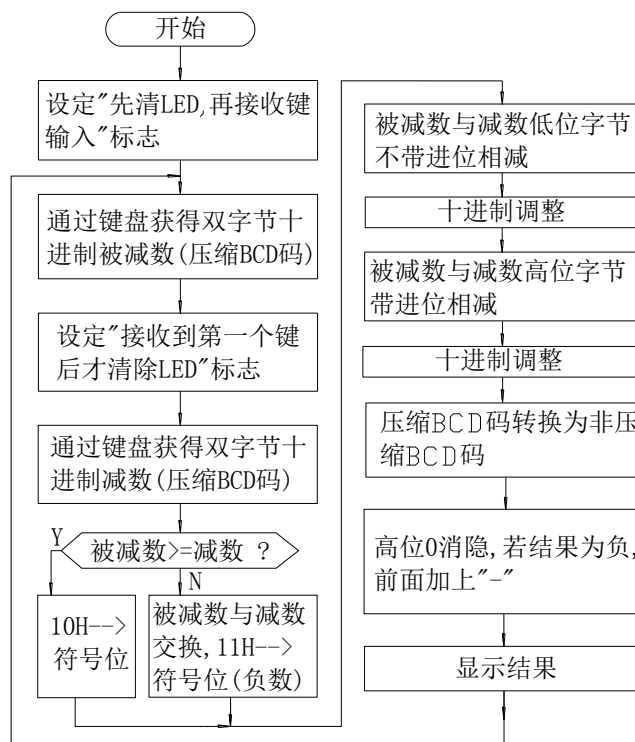 开始
设定"先清LED,再接收键
输入"标志
通过键盘获得双字节十
进制被减数(压缩BCD码)
设定"接收到第一个键
后才清除LED"标志
通过键盘获得双字节十
进制减数(压缩BCD码)
Y
被减数>=减数 ?
N
10H-->
符号位
被减数与减数
交换,11H-->
符号位(负数)
被减数与减数低位字节
不带进位相减
十进制调整
被减数与减数高位字节
带进位相减
十进制调整
压缩BCD码转换为非压
缩BCD码
高位0消隐,若结果为负,
前面加上"-"
显示结果